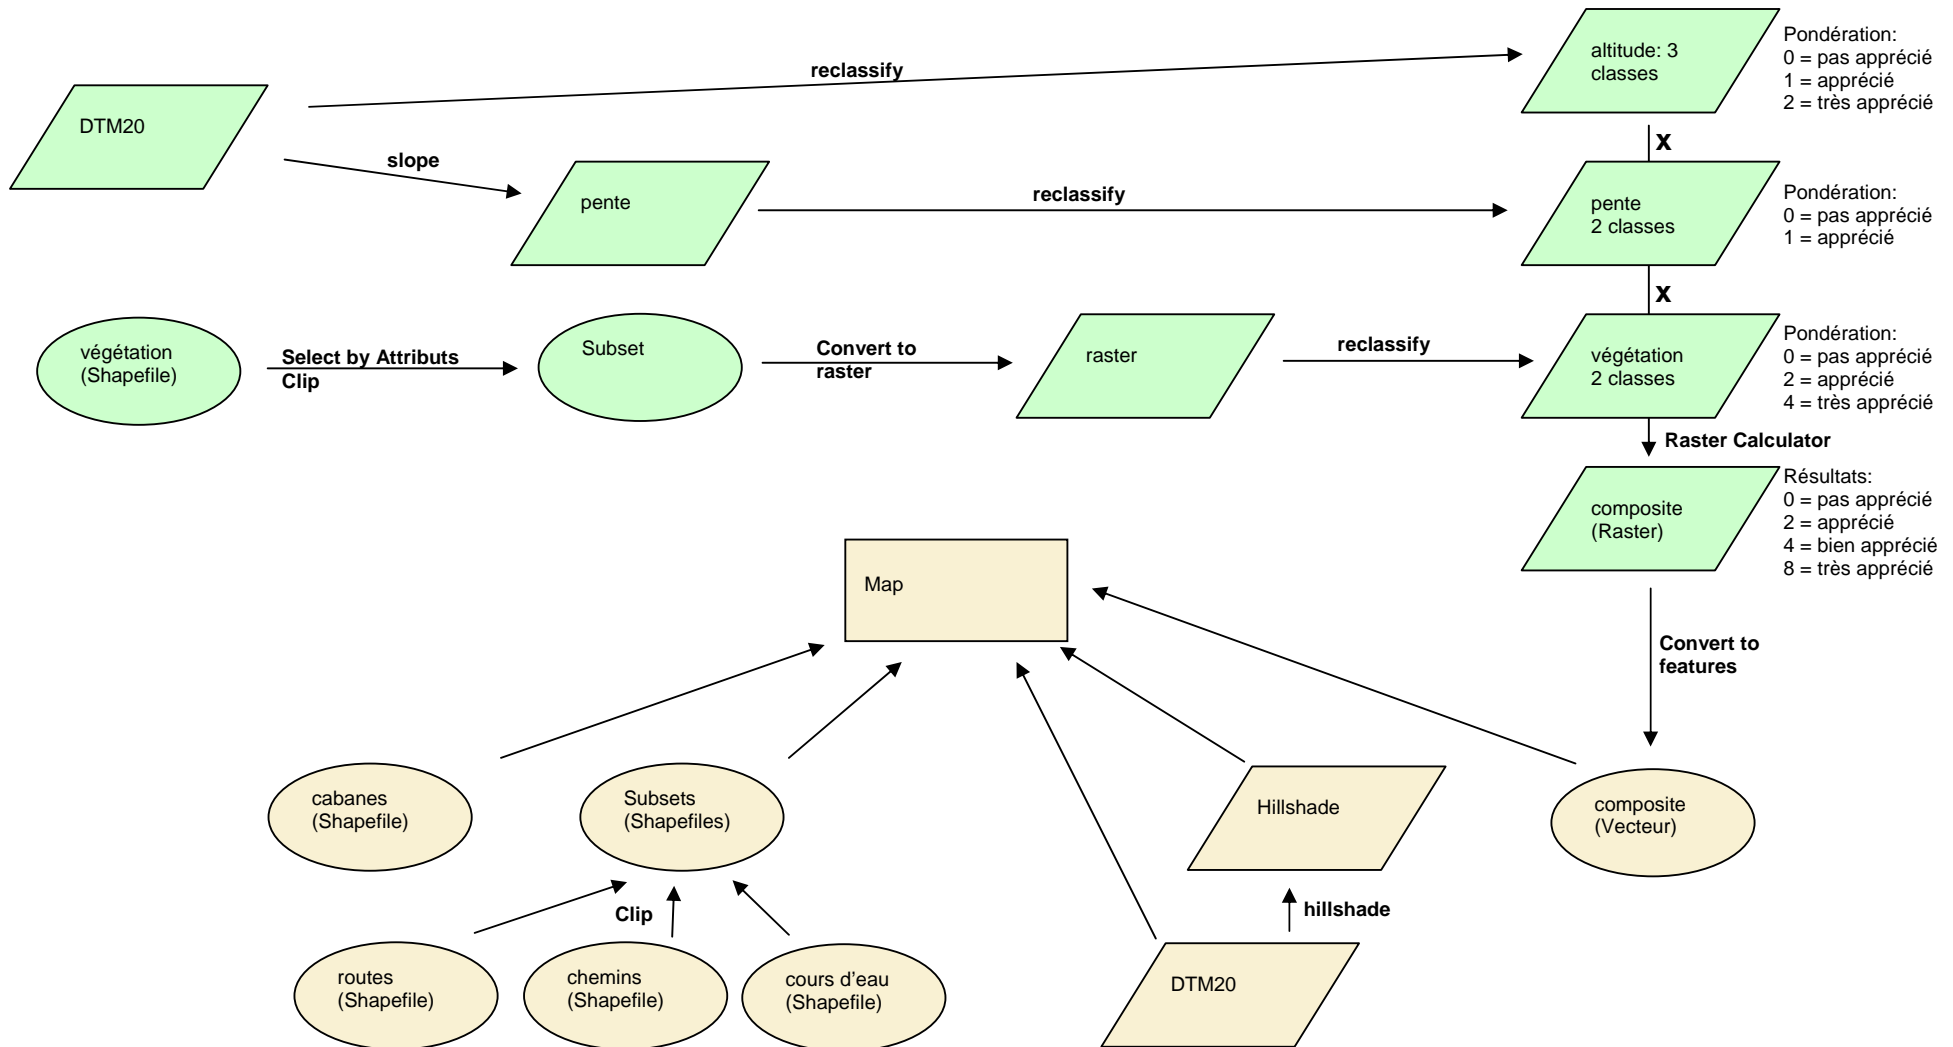 altitude: 3
classes
Pondération:
0 = pas apprécié
1 = apprécié
2 = très apprécié
reclassify
DTM20
X
slope
pente
reclassify
pente
2 classes
Pondération:
0 = pas apprécié
1 = apprécié
X
végétation
(Shapefile)
Select by Attributs
Clip
Subset
Convert to
raster
raster
reclassify
végétation
2 classes
Pondération:
0 = pas apprécié
2 = apprécié
4 = très apprécié
Raster Calculator
composite
(Raster)
Résultats:
0 = pas apprécié
2 = apprécié
4 = bien apprécié
8 = très apprécié
Map
Convert to
features
cabanes
(Shapefile)
Subsets
(Shapefiles)
Hillshade
composite
(Vecteur)
Clip
hillshade
routes
(Shapefile)
chemins
(Shapefile)
cours d'eau
(Shapefile)
DTM20